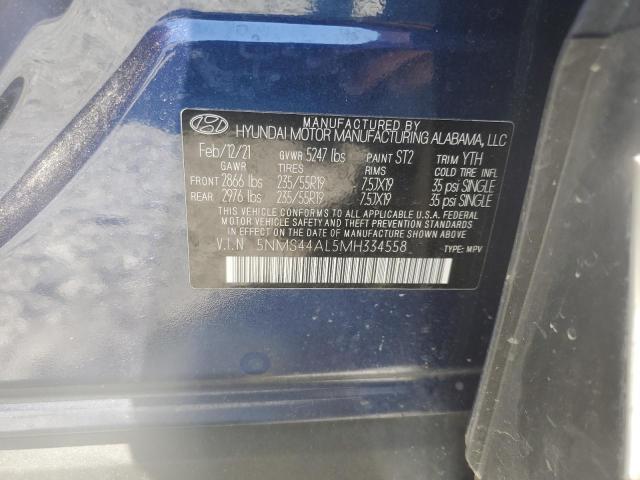 MANUFACTURED BY
HYUNDAI MOTOR MANUFACTURING ALABAMA, LLC
Feb/12/21 GVWR 5247 lbs PAINT ST2 TRIM YTH
GAWR TIRES RIMS COLD TIRE INFL
FRONT 2866 lbs 235/55R19 7.5JX19 35 psi SINGLE
REAR 2976 lbs 235/55R19 7.5JX19 35 psi SINGLE
THIS VEHICLE CONFORMS TO ALL APPLICABLE U.S.A. FEDERAL
MOTOR VEHICLE SAFETY, BUMPER, AND THEFT PREVENTION STANDARDS
IN EFFECT ON THE DATE OF MANUFACTURE SHOWN ABOVE.
V.I.N 5NMS44AL5MH334558 TYPE MPV